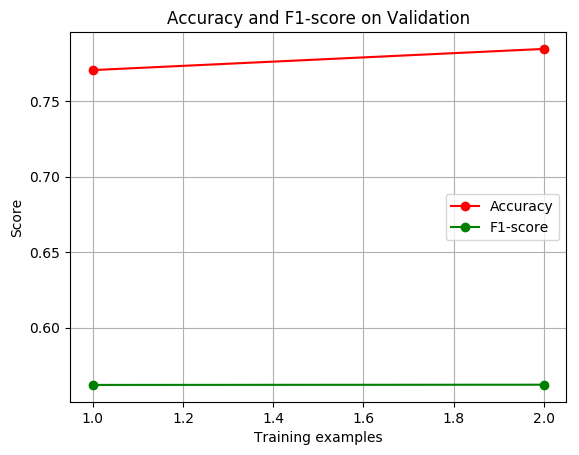 Accuracy and F1-score on Validation
0.75
0.70
0.65
0.60
Score
Accuracy
F1-score
1.0 1.2 1.4 1.6 1.8 2.0
Training examples